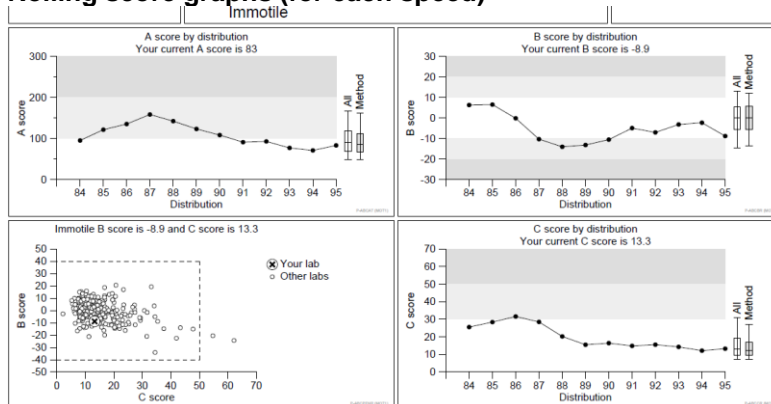 Rolling score graphs (for each speed)
Immotile
A score by distribution
Your current A score is 83
300
200
100
0
A score
84 85 86 87 88 89 90 91 92 93 94 95
Distribution
All
Method
B score by distribution
Your current B score is -8.9
30
20
10
0
-10
-20
-30
B score
84 85 86 87 88 89 90 91 92 93 94 95
Distribution
All
Method
Immotile B score is -8.9 and C score is 13.3
50
40
30
20
10
0
-10
-20
-30
-40
-50
B score
0 10 20 30 40 50 60 70
C score
Your lab
Other labs
C score by distribution
Your current C score is 13.3
70
60
50
40
30
20
10
0
C score
84 85 86 87 88 89 90 91 92 93 94 95
Distribution
All
Method